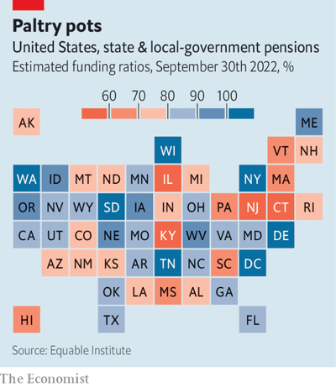 Paltry pots
United States, state & local-government pensions
Estimated funding ratios, September 30th 2022, %
60 70 80 90 100
AK ME
WI VT NH
WA ID MT ND MN IL MI NY MA
OR NV WY SD IA IN OH PA NJ CT RI
CA UT CO NE MO KY WV VA MD DE
AZ NM KS AR TN NC SC DC
OK LA MS AL GA
HI TX FL
Source: Equable Institute
The Economist